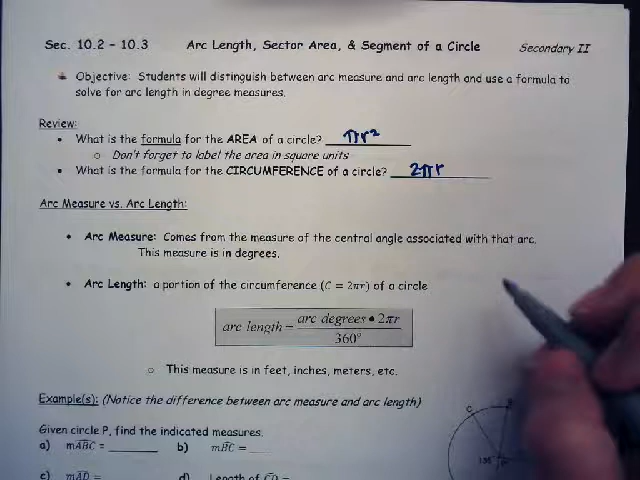 Sec. 10.2 – 10.3 Arc Length, Sector Area, & Segment of a Circle Secondary II
Objective: Students will distinguish between arc measure and arc length and use a formula to
solve for arc length in degree measures.
Review:
• What is the formula for the AREA of a circle? πr²
o Don't forget to label the area in square units
• What is the formula for the CIRCUMFERENCE of a circle? 2πr
Arc Measure vs. Arc Length:
• Arc Measure: Comes from the measure of the central angle associated with that arc.
This measure is in degrees.
• Arc Length: a portion of the circumference (C = 2πr) of a circle
arc length = arc degrees • 2πr / 360°
o This measure is in feet, inches, meters, etc.
Example(s): (Notice the difference between arc measure and arc length)
Given circle P, find the indicated measures.
a) mABC = ________ b) mBC = ___
c) mAD = d) Length of CD =
C